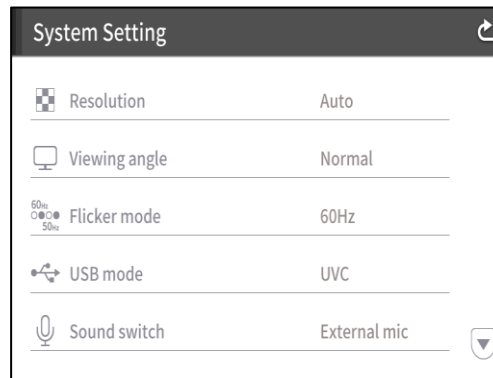 System Setting
Resolution Auto
Viewing angle Normal
60Hz
50Hz
Flicker mode 60Hz
USB mode UVC
Sound switch External mic